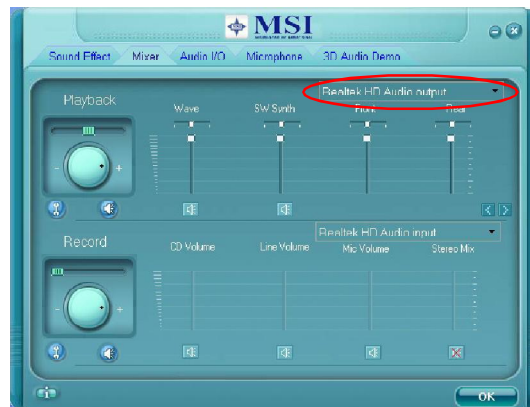 MSI
Sound Effect Mixer Audio I/O Microphone 3D Audio Demo
Realtek HD Audio output
Playback
Wave SW Synth Front Rear
- +
Realtek HD Audio input
Record
CD Volume Line Volume Mic Volume Stereo Mix
- +
OK